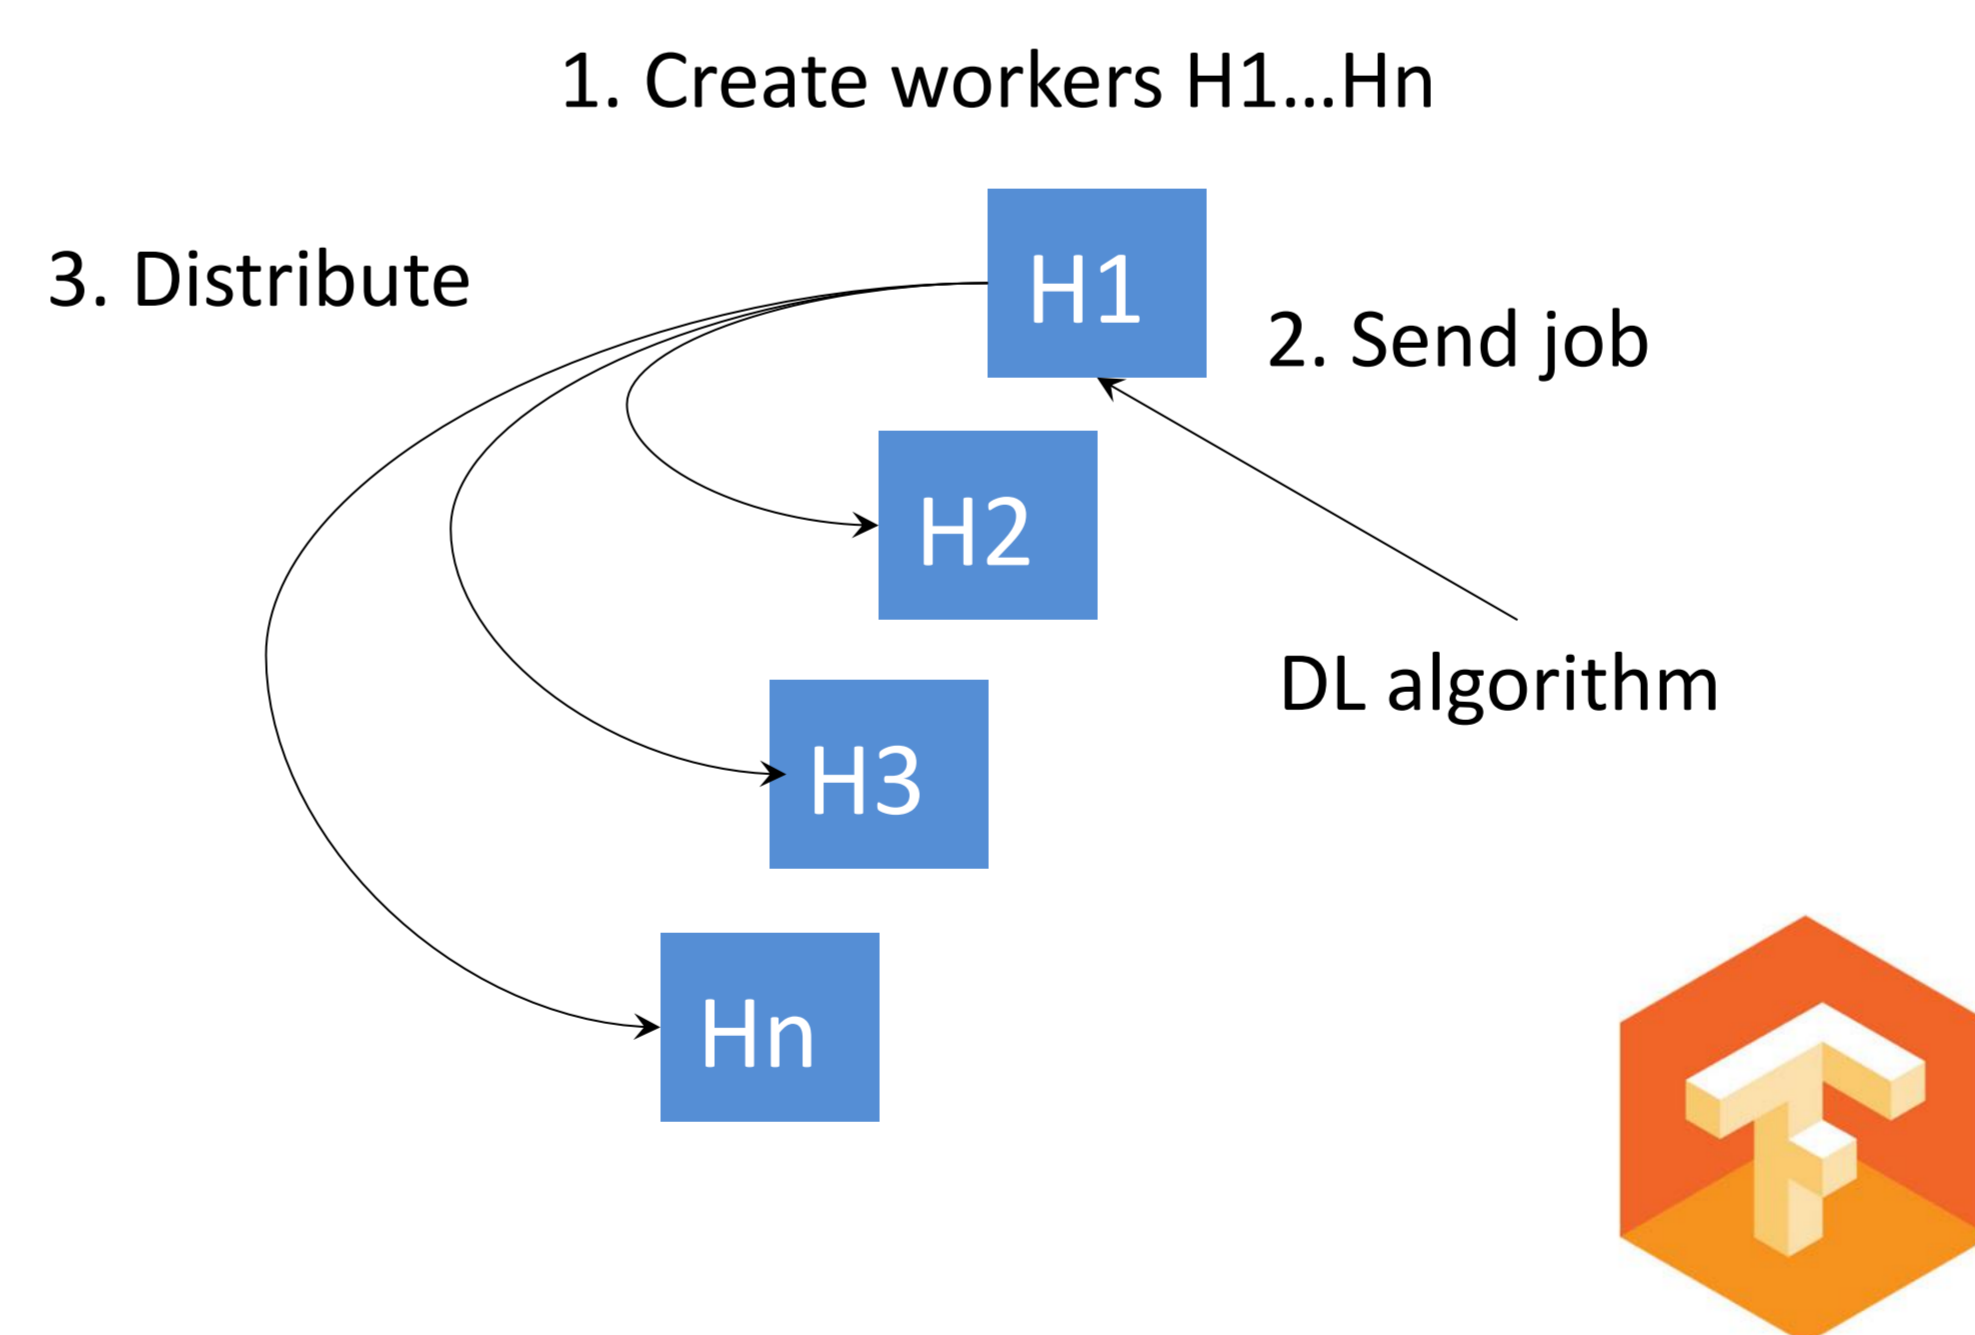 1. Create workers H1...Hn
H1
3. Distribute
2. Send job
H2
DL algorithm
H3
Hn